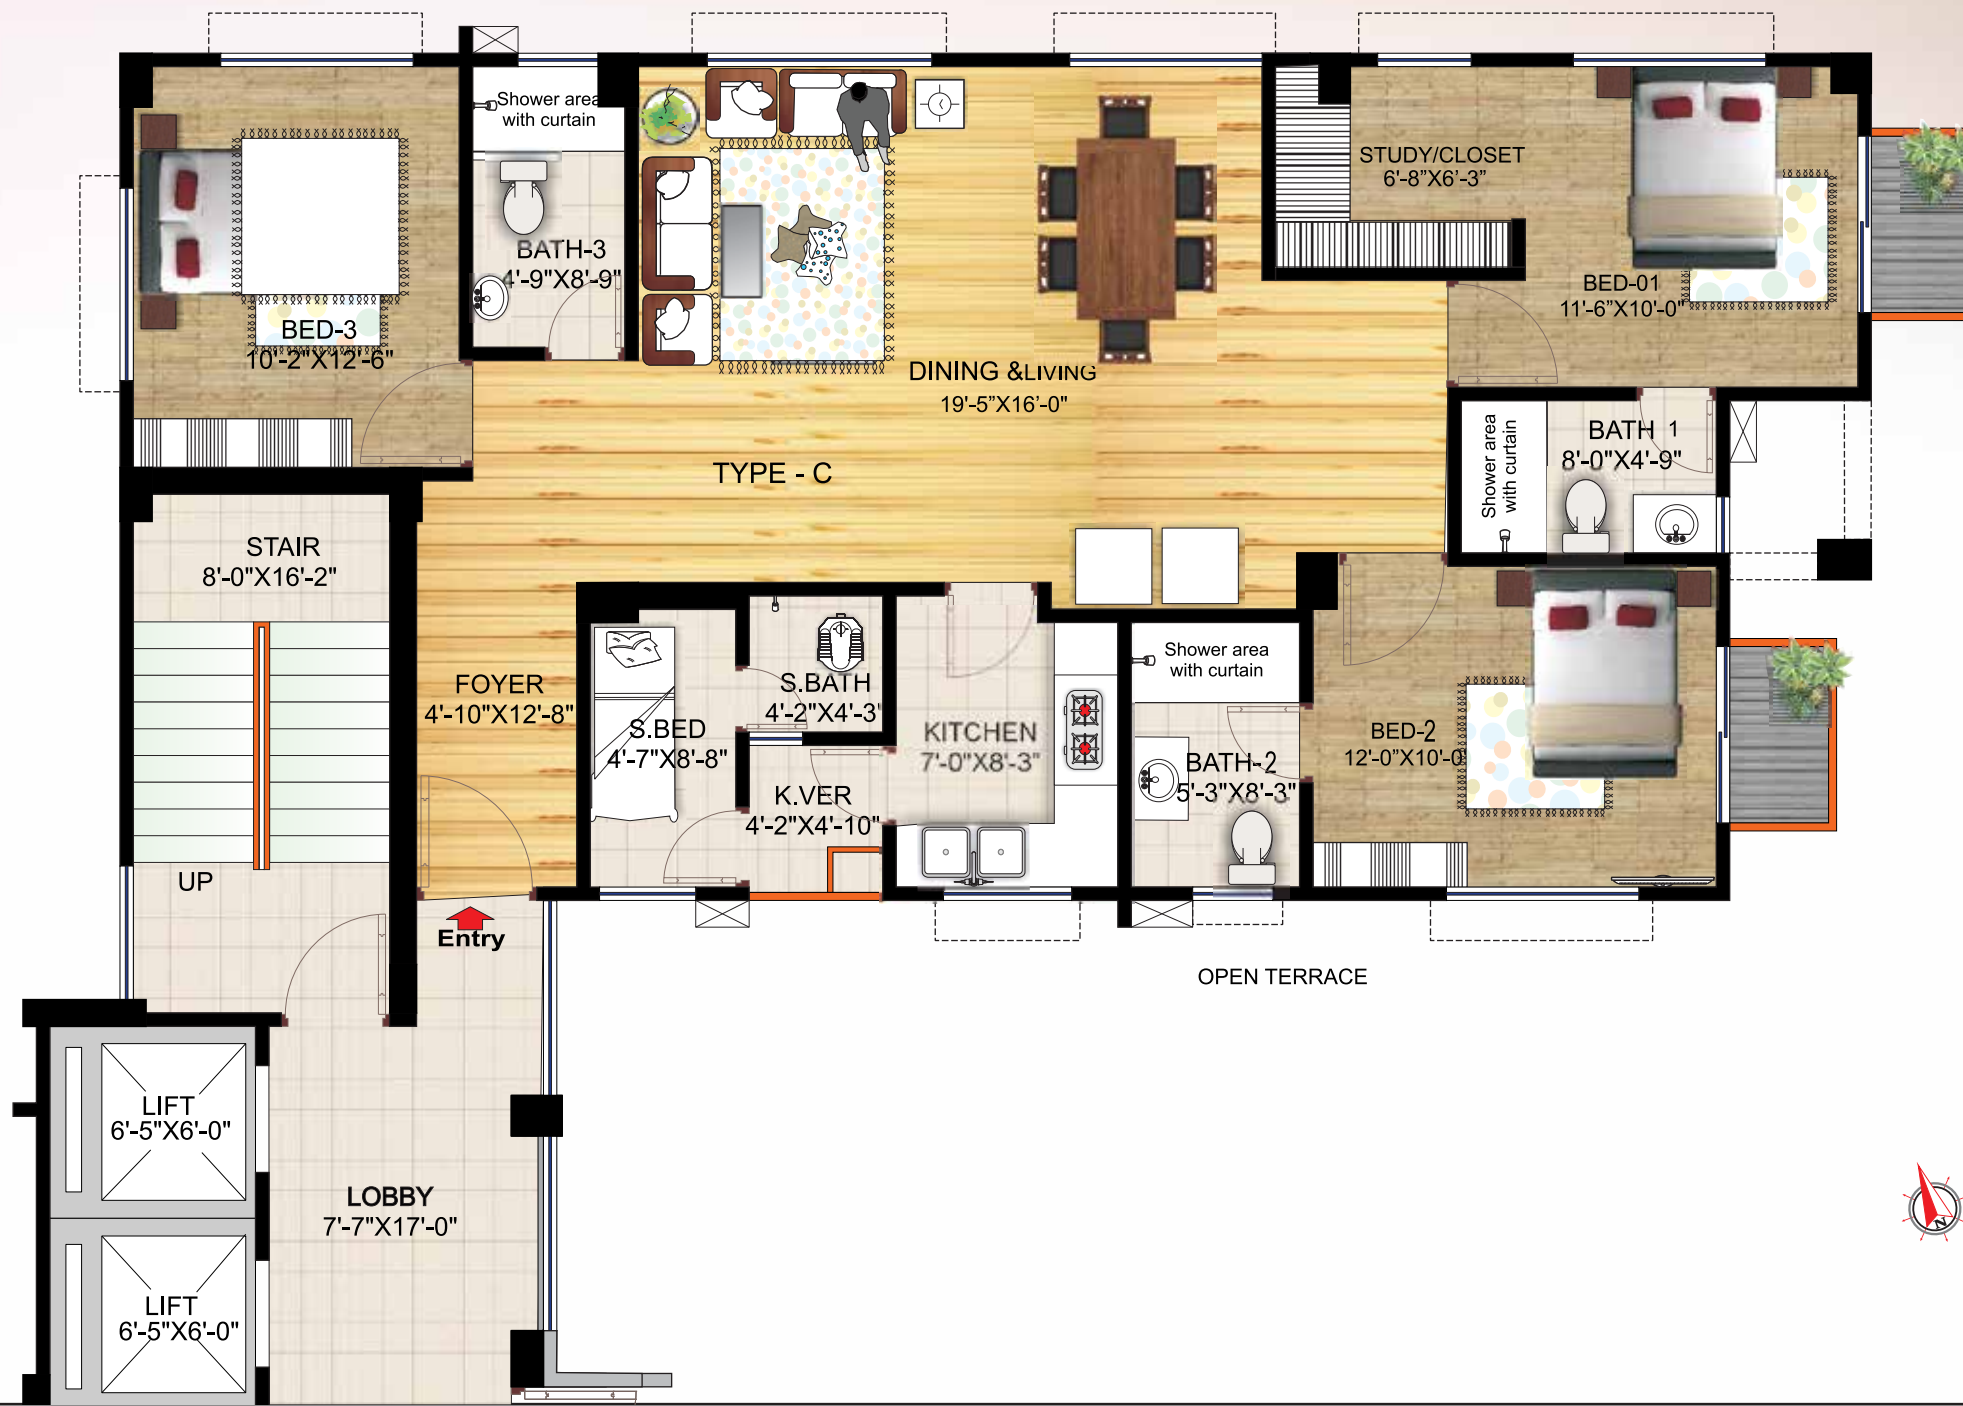 Shower area
with curtain
BATH-3
4'-9"X8'-9"
BED-3
10'-2"X12'-6"
STUDY/CLOSET
6'-8"X6'-3"
BED-01
11'-6"X10'-0"
DINING &LIVING
19'-5"X16'-0"
TYPE - C
BATH 1
8'-0"X4'-9"
Shower area
with curtain
STAIR
8'-0"X16'-2"
FOYER
4'-10"X12'-8"
S.BED
4'-7"X8'-8"
S.BATH
4'-2"X4'-3
K.VER
4'-2"X4'-10"
KITCHEN
7'-0"X8'-3"
Shower area
with curtain
BATH-2
5'-3"X8'-3"
BED-2
12'-0"X10'-0
UP
Entry
OPEN TERRACE
LIFT
6'-5"X6'-0"
LOBBY
7'-7"X17'-0"
LIFT
6'-5"X6'-0"
N